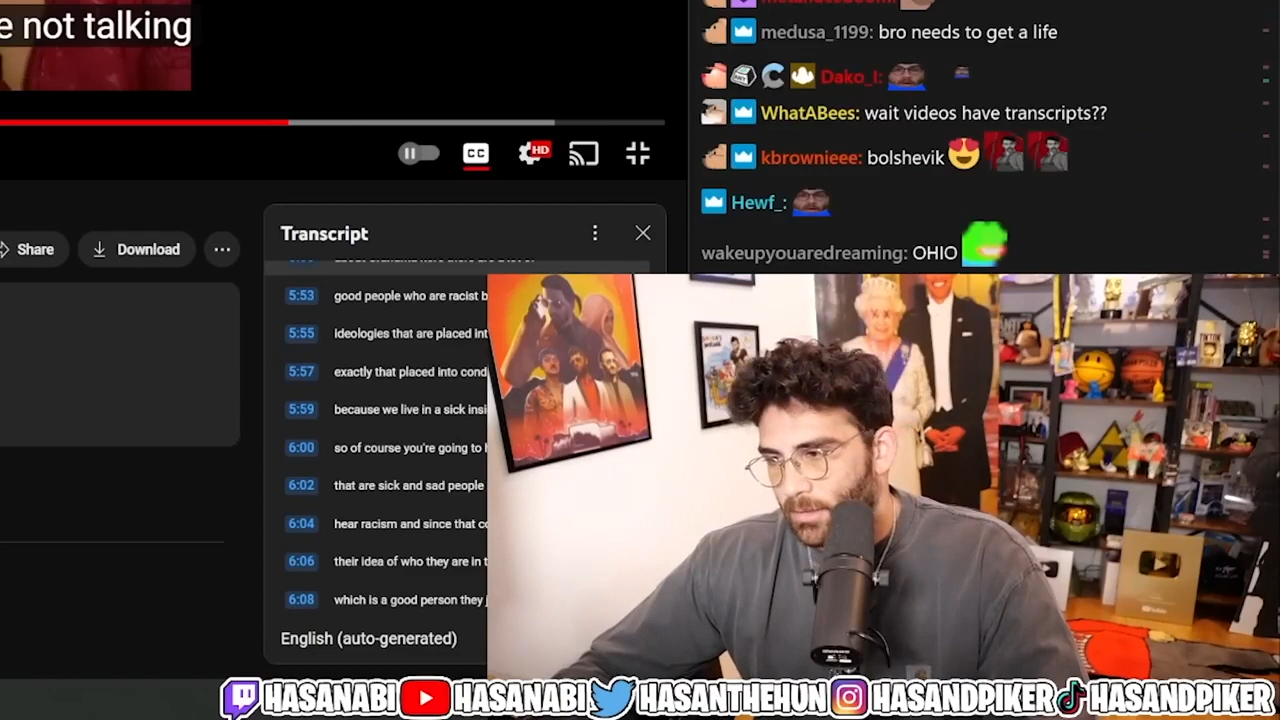 e not talking
medusa_1199: bro needs to get a life
Dako_I:
WhatABees: wait videos have transcripts??
kbrownieee: bolshevik
Hewf_:
wakeupyouaredreaming: OHIO
CC
HD
Share
Download
Transcript
5:53 good people who are racist b
5:55 ideologies that are placed int
5:57 exactly that placed into cond
5:59 because we live in a sick insi
6:00 so of course you're going to h
6:02 that are sick and sad people
6:04 hear racism and since that co
6:06 their idea of who they are in t
6:08 which is a good person they j
English (auto-generated)
HASANABI HASANABI HASANTHEHUN HASANDPIKER HASANDPIKER